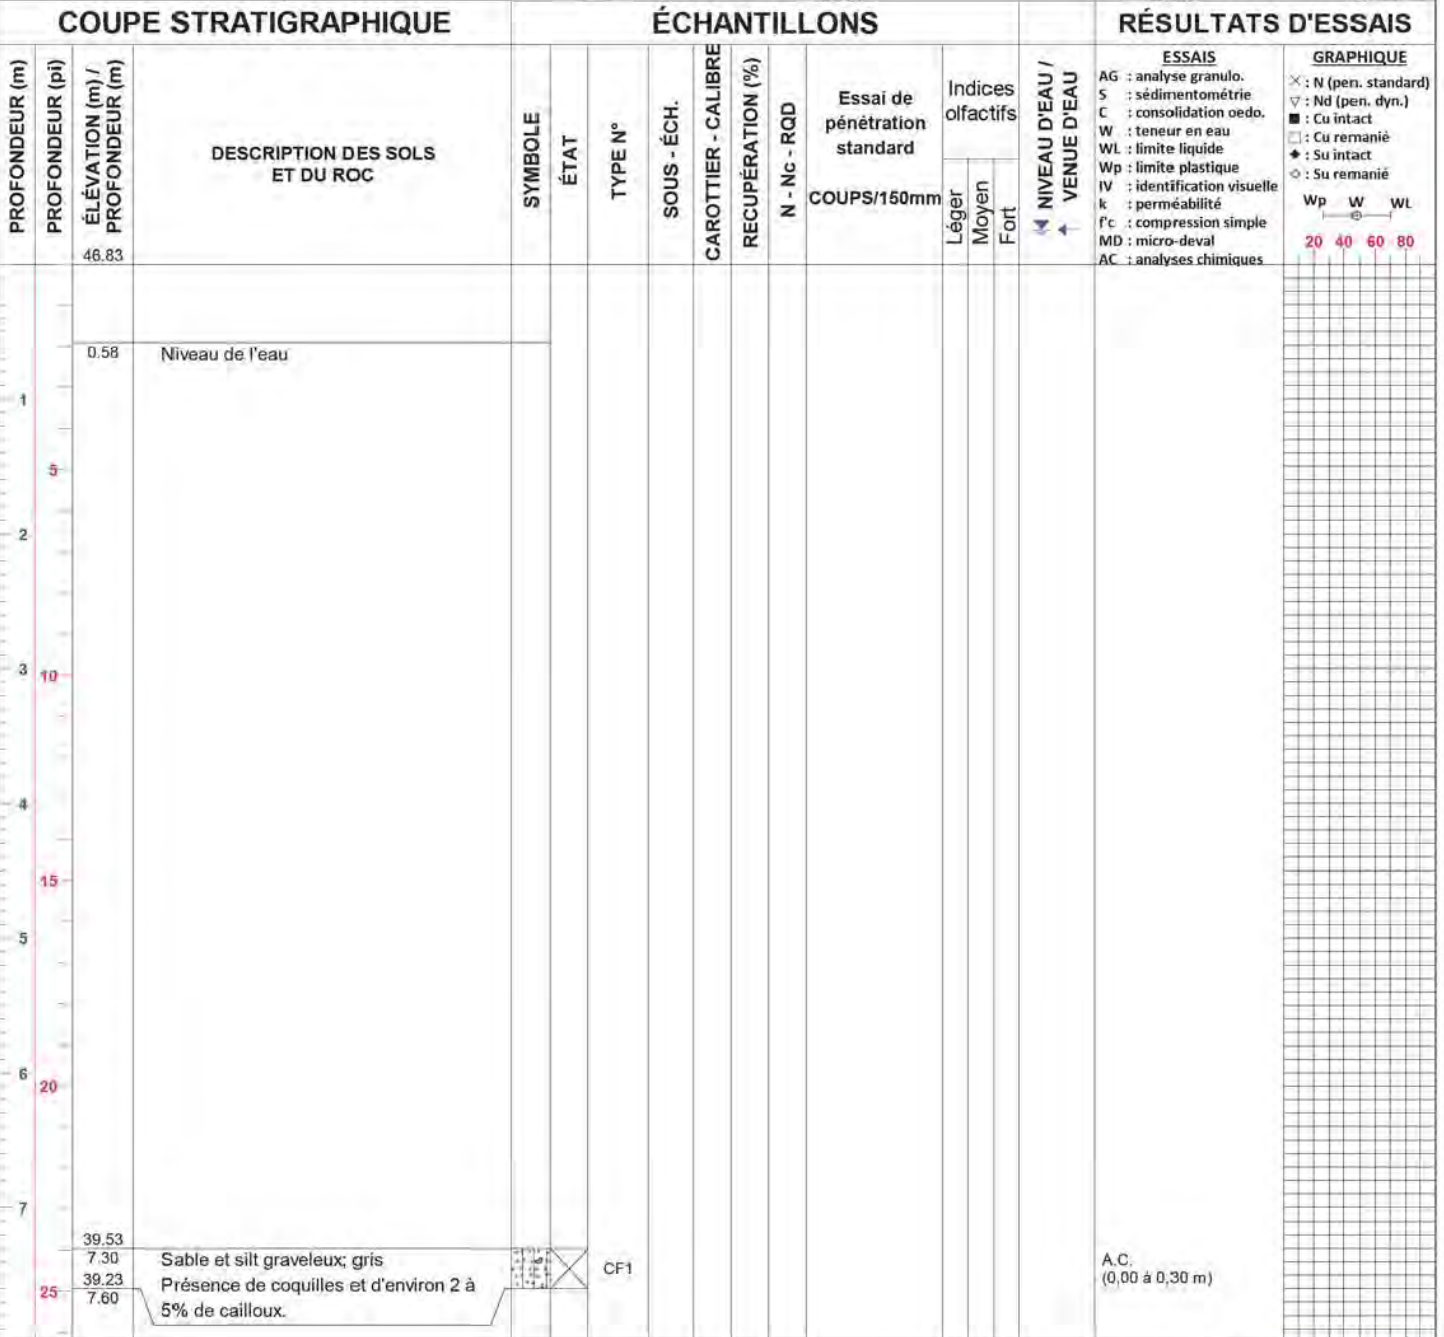 COUPE STRATIGRAPHIQUE
ÉCHANTILLONS
RÉSULTATS D'ESSAIS
PROFONDEUR (m)
PROFONDEUR (pi)
ÉLÉVATION (m) /
PROFONDEUR (m)
46.83
DESCRIPTION DES SOLS
ET DU ROC
SYMBOLE
ÉTAT
TYPE N°
SOUS - ÉCH.
CAROTTIER - CALIBRE
RECUPÉRATION (%)
N - Nc - RQD
Essai de
pénétration
standard
COUPS/150mm
Indices
olfactifs
Léger
Moyen
Fort
NIVEAU D'EAU /
VENUE D'EAU
ESSAIS
AG : analyse granulo.
S : sédimentométrie
C : consolidation oedo.
W : teneur en eau
WL : limite liquide
Wp : limite plastique
IV : identification visuelle
k : perméabilité
f'c : compression simple
MD : micro-deval
AC : analyses chimiques
GRAPHIQUE
: N (pen. standard)
: Nd (pen. dyn.)
: Cu intact
: Cu remanié
: Su intact
: Su remanié
Wp W WL
20 40 60 80
0.58 Niveau de l'eau
1
5
2
3
10
4
15
5
6
20
7
39.53
7.30 Sable et silt graveleux; gris
CF1
A.C.
(0,00 à 0,30 m)
39.23 Présence de coquilles et d'environ 2 à
25
7.60
5% de cailloux.